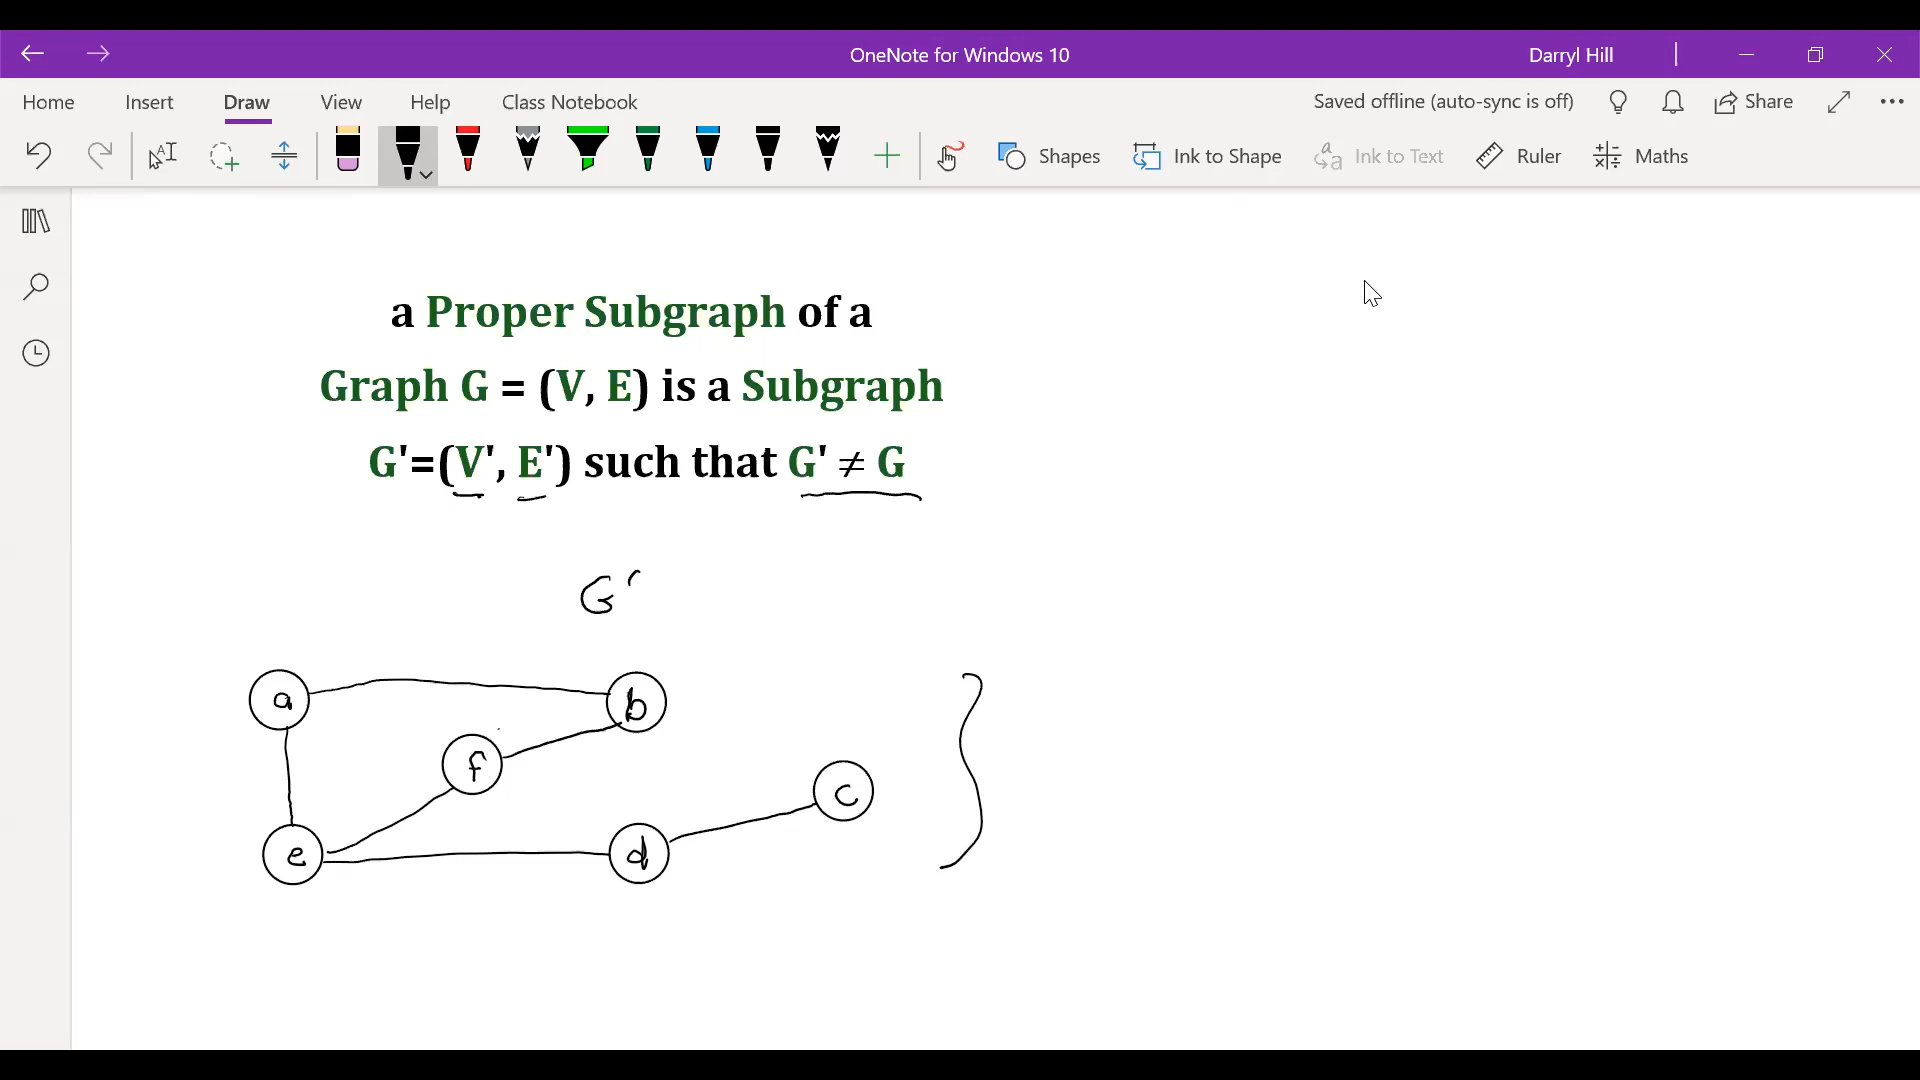 OneNote for Windows 10
Darryl Hill
Home Insert Draw View Help Class Notebook
Saved offline (auto-sync is off)
Share
Shapes
Ink to Shape
Ink to Text
Ruler
Maths
a Proper Subgraph of a
Graph G = (V, E) is a Subgraph
G'=(V', E') such that G' ≠ G
G'
a
b
f
c
e
d